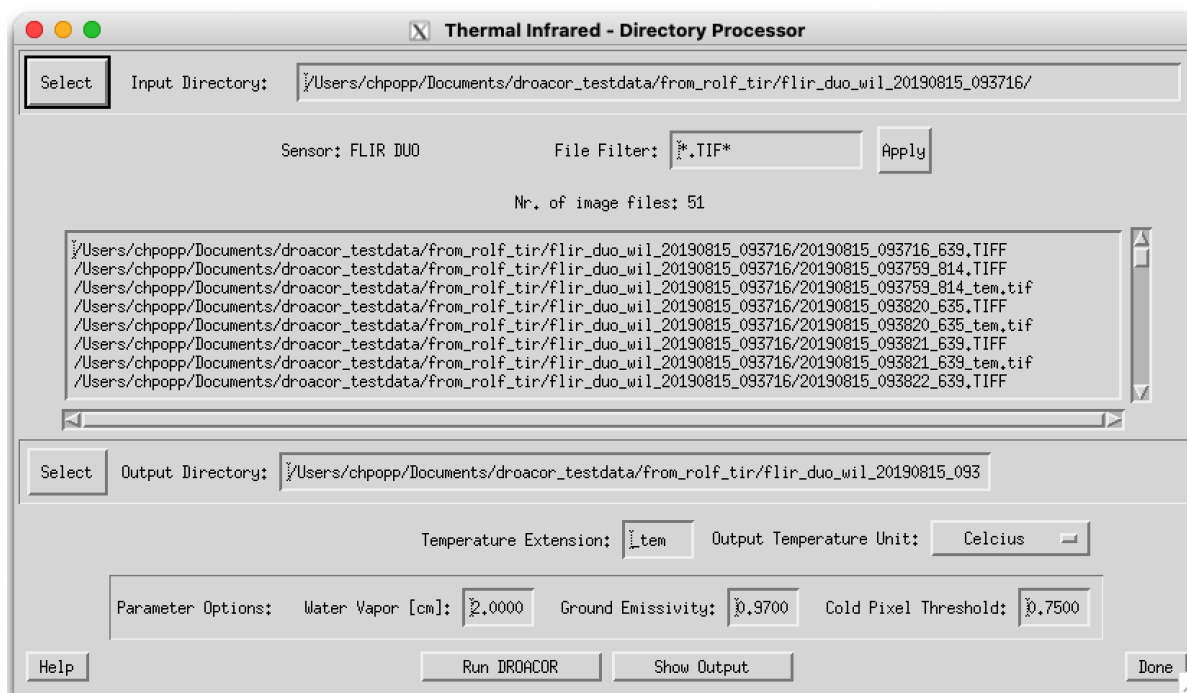 Thermal Infrared - Directory Processor
Select Input Directory: /Users/chpopp/Documents/droacor_testdata/from_rolf_tir/flir_duo_wil_20190815_093716/
Sensor: FLIR DUO File Filter: *.TIF* Apply
Nr. of image files: 51
/Users/chpopp/Documents/droacor_testdata/from_rolf_tir/flir_duo_wil_20190815_093716/20190815_093716_639.TIFF
/Users/chpopp/Documents/droacor_testdata/from_rolf_tir/flir_duo_wil_20190815_093716/20190815_093759_814.TIFF
/Users/chpopp/Documents/droacor_testdata/from_rolf_tir/flir_duo_wil_20190815_093716/20190815_093759_814_tem.tif
/Users/chpopp/Documents/droacor_testdata/from_rolf_tir/flir_duo_wil_20190815_093716/20190815_093820_635.TIFF
/Users/chpopp/Documents/droacor_testdata/from_rolf_tir/flir_duo_wil_20190815_093716/20190815_093820_635_tem.tif
/Users/chpopp/Documents/droacor_testdata/from_rolf_tir/flir_duo_wil_20190815_093716/20190815_093821_639.TIFF
/Users/chpopp/Documents/droacor_testdata/from_rolf_tir/flir_duo_wil_20190815_093716/20190815_093821_639_tem.tif
/Users/chpopp/Documents/droacor_testdata/from_rolf_tir/flir_duo_wil_20190815_093716/20190815_093822_639.TIFF
Select Output Directory: /Users/chpopp/Documents/droacor_testdata/from_rolf_tir/flir_duo_wil_20190815_093
Temperature Extension: _tem Output Temperature Unit: Celcius
Parameter Options: Water Vapor [cm]: 2.0000 Ground Emissivity: 0.9700 Cold Pixel Threshold: 0.7500
Help Run DROACOR Show Output Done